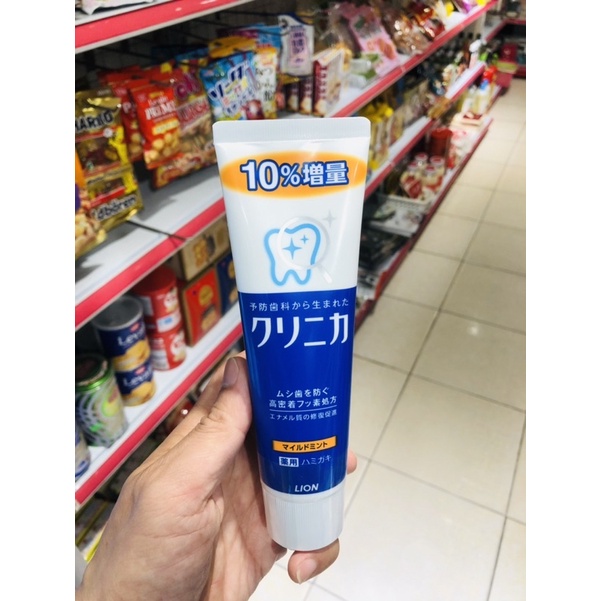 10%増量
予防歯科から生まれた
クリニカ
ムシ歯を防ぐ
高密着フッ素処方
エナメル質の修復促進
マイルドミント
薬用 ハミガキ
LION
HARIBO